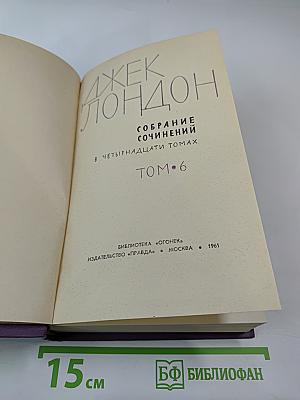 ДЖЕК
ЛОНДОН
СОБРАНИЕ
СОЧИНЕНИЙ
В ЧЕТЫРНАДЦАТИ ТОМАХ
ТОМ • 6
БИБЛИОТЕКА «ОГОНЕК»
ИЗДАТЕЛЬСТВО «ПРАВДА» • МОСКВА • 1961
15 см
БФ БИБЛИОФАН